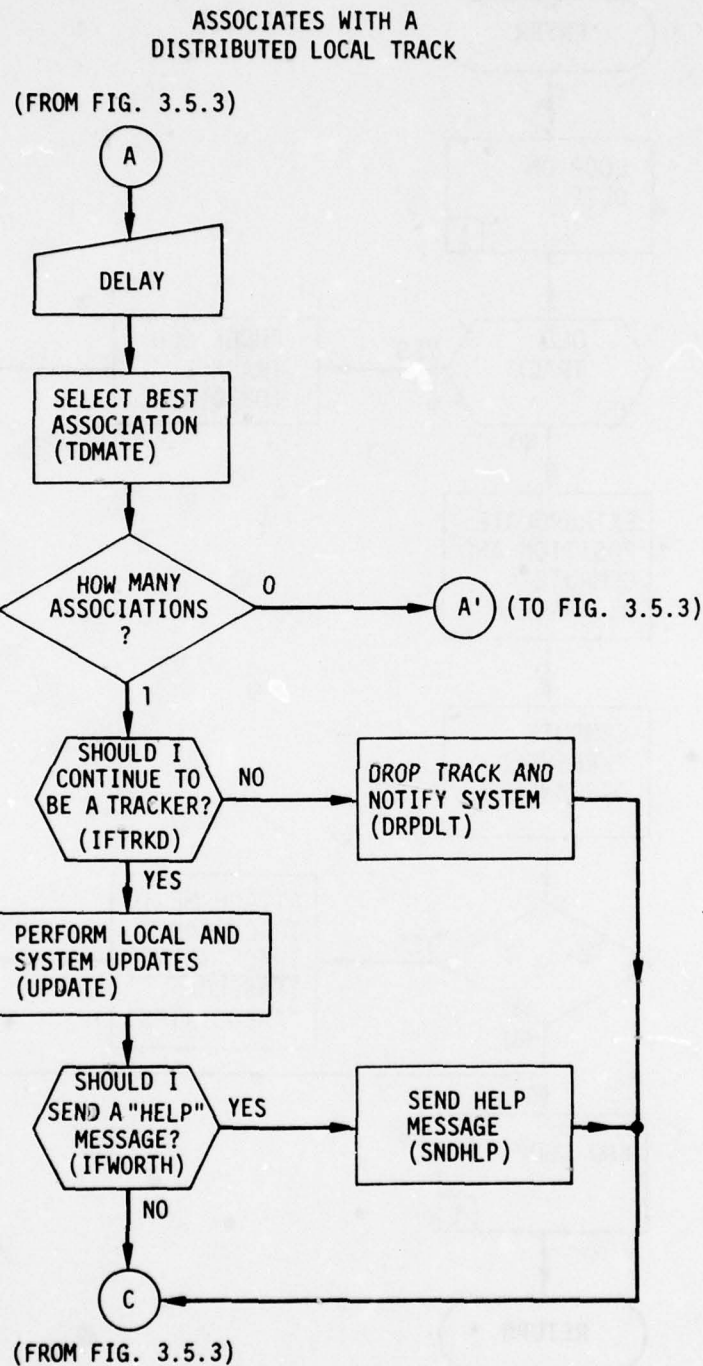 ASSOCIATES WITH A
DISTRIBUTED LOCAL TRACK
(FROM FIG. 3.5.3)
A
DELAY
SELECT BEST
ASSOCIATION
(TDMATE)
HOW MANY
ASSOCIATIONS
?
0
A'
(TO FIG. 3.5.3)
1
SHOULD I
CONTINUE TO
BE A TRACKER?
(IFTRKD)
NO
DROP TRACK AND
NOTIFY SYSTEM
(DRPDLT)
YES
PERFORM LOCAL AND
SYSTEM UPDATES
(UPDATE)
SHOULD I
SEND A "HELP"
MESSAGE?
(IFWORTH)
YES
SEND HELP
MESSAGE
(SNDHLP)
NO
C
(FROM FIG. 3.5.3)